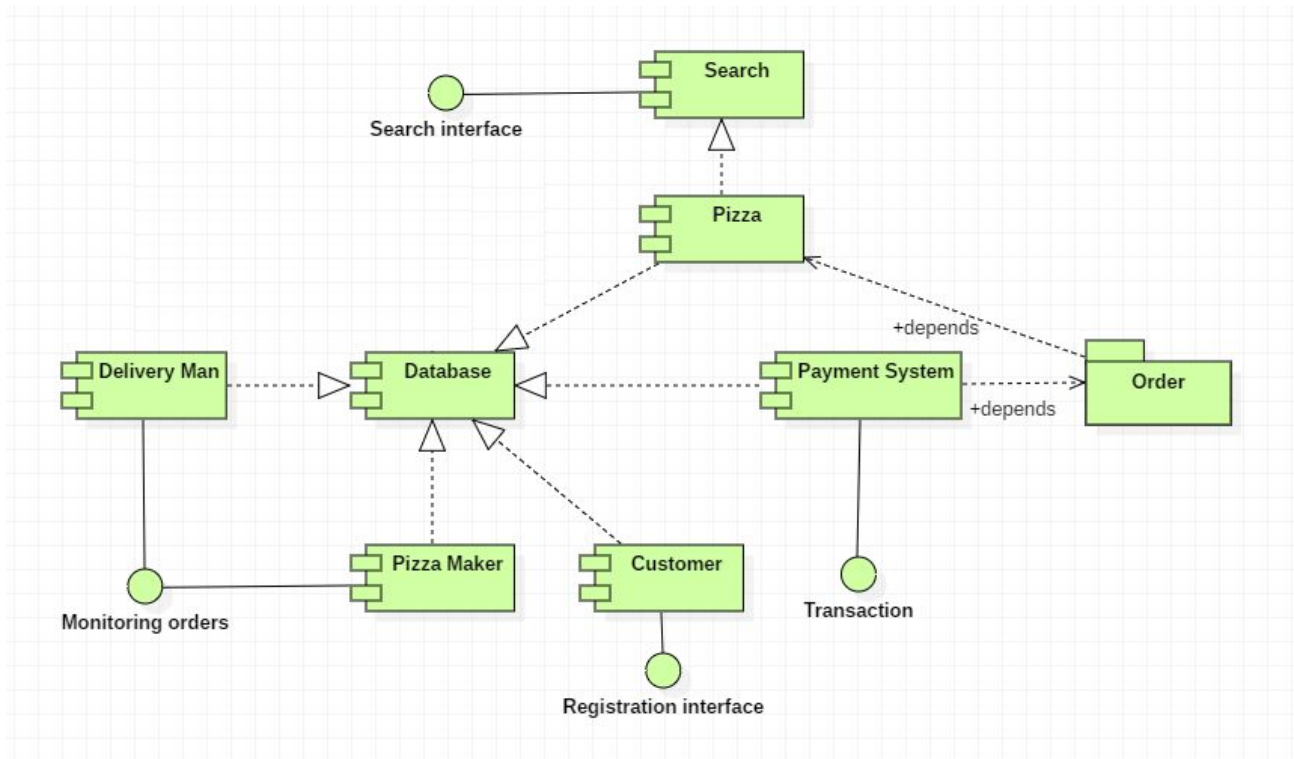 Search
Search interface
Pizza
+depends
Delivery Man
Database
Payment System
Order
+depends
Pizza Maker
Customer
Transaction
Monitoring orders
Registration interface